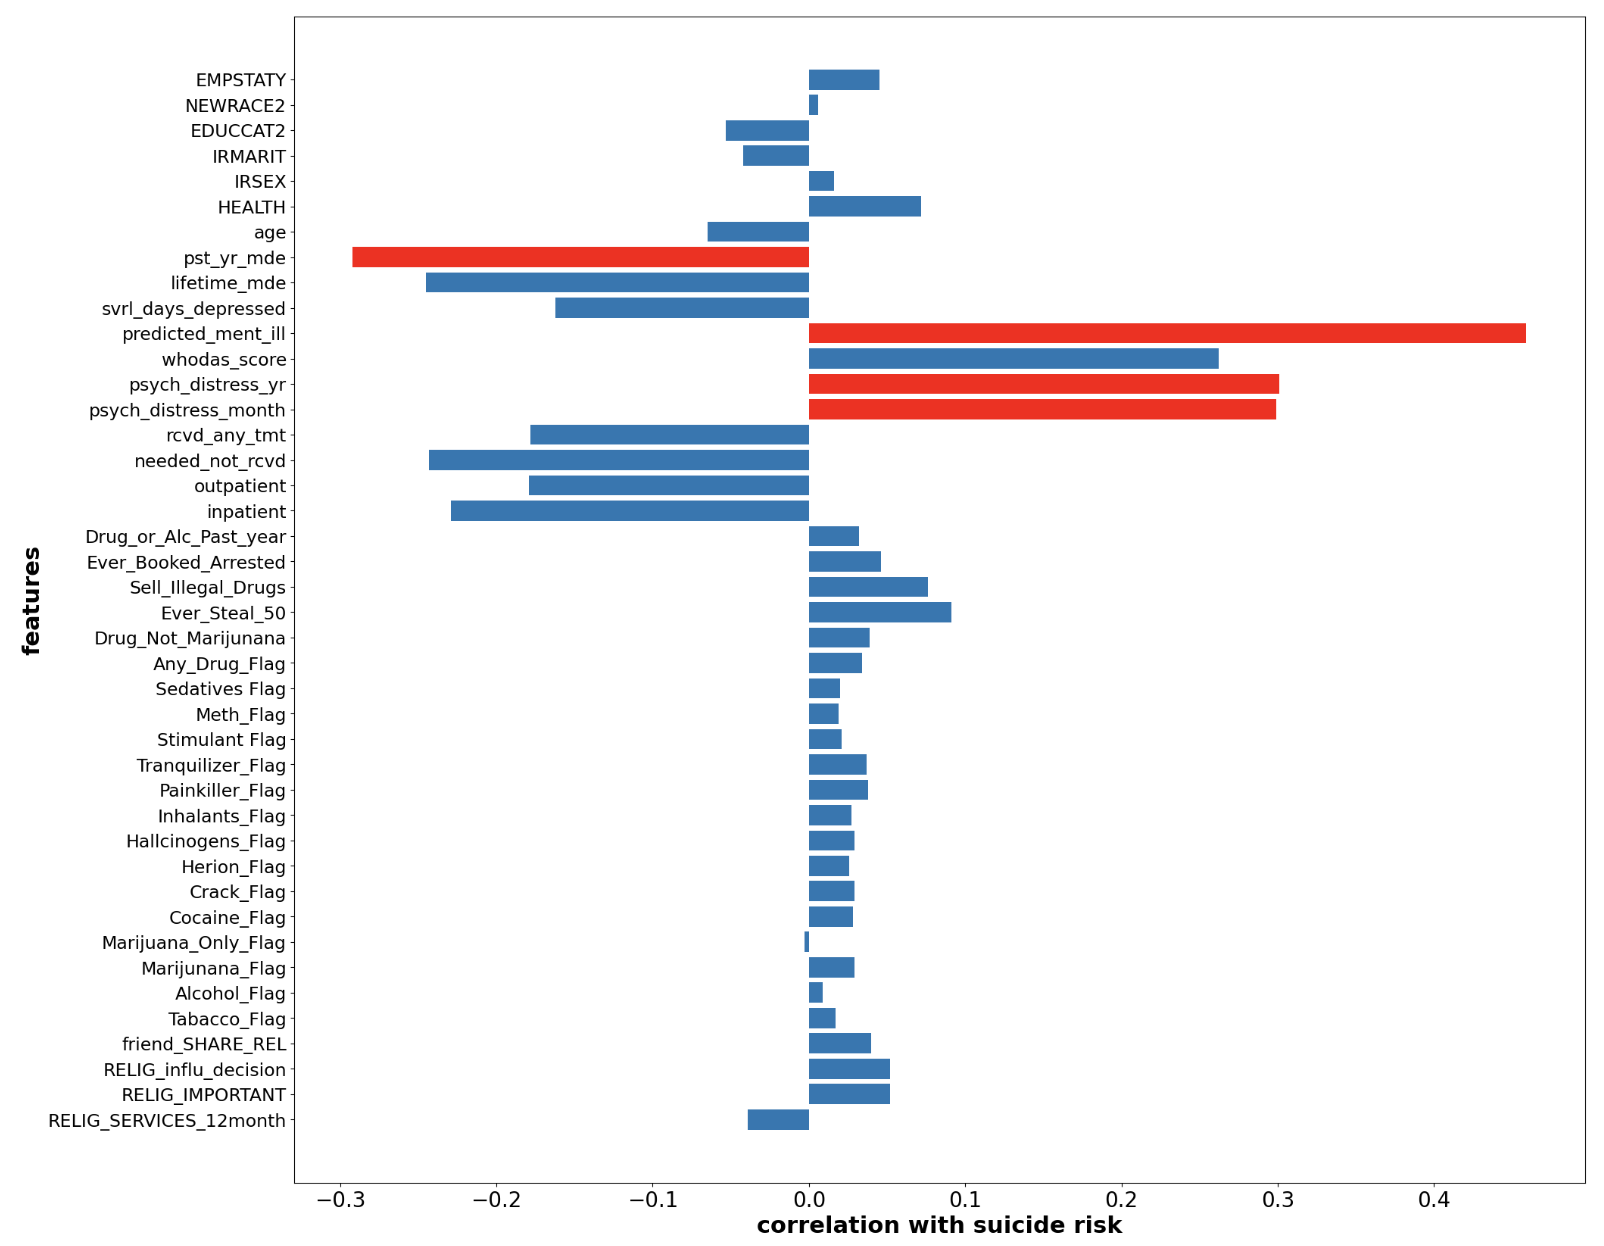 EMPSTATY
NEWRACE2
EDUCCAT2
IRMARIT
IRSEX
HEALTH
age
pst_yr_mde
lifetime_mde
svrl_days_depressed
predicted_ment_ill
whodas_score
psych_distress_yr
psych_distress_month
rcvd_any_tmt
needed_not_rcvd
outpatient
inpatient
Drug_or_Alc_Past_year
Ever_Booked_Arrested
Sell_Illegal_Drugs
Ever_Steal_50
Drug_Not_Marijunana
Any_Drug_Flag
Sedatives Flag
Meth_Flag
Stimulant Flag
Tranquilizer_Flag
Painkiller_Flag
Inhalants_Flag
Hallcinogens_Flag
Herion_Flag
Crack_Flag
Cocaine_Flag
Marijuana_Only_Flag
Marijunana_Flag
Alcohol_Flag
Tabacco_Flag
friend_SHARE_REL
RELIG_influ_decision
RELIG_IMPORTANT
RELIG_SERVICES_12month
features
−0.3 −0.2 −0.1 0.0 0.1 0.2 0.3 0.4
correlation with suicide risk